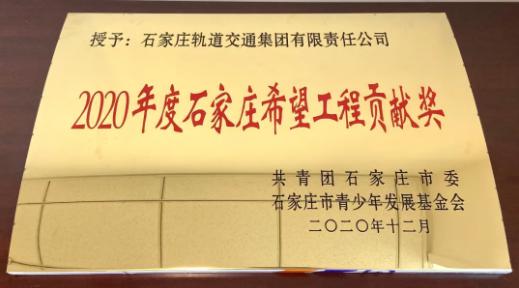 授予：石家庄轨道交通集团有限责任公司
2020年度石家庄希望工程贡献奖
共青团石家庄市委
石家庄市青少年发展基金会
二〇二〇年十二月